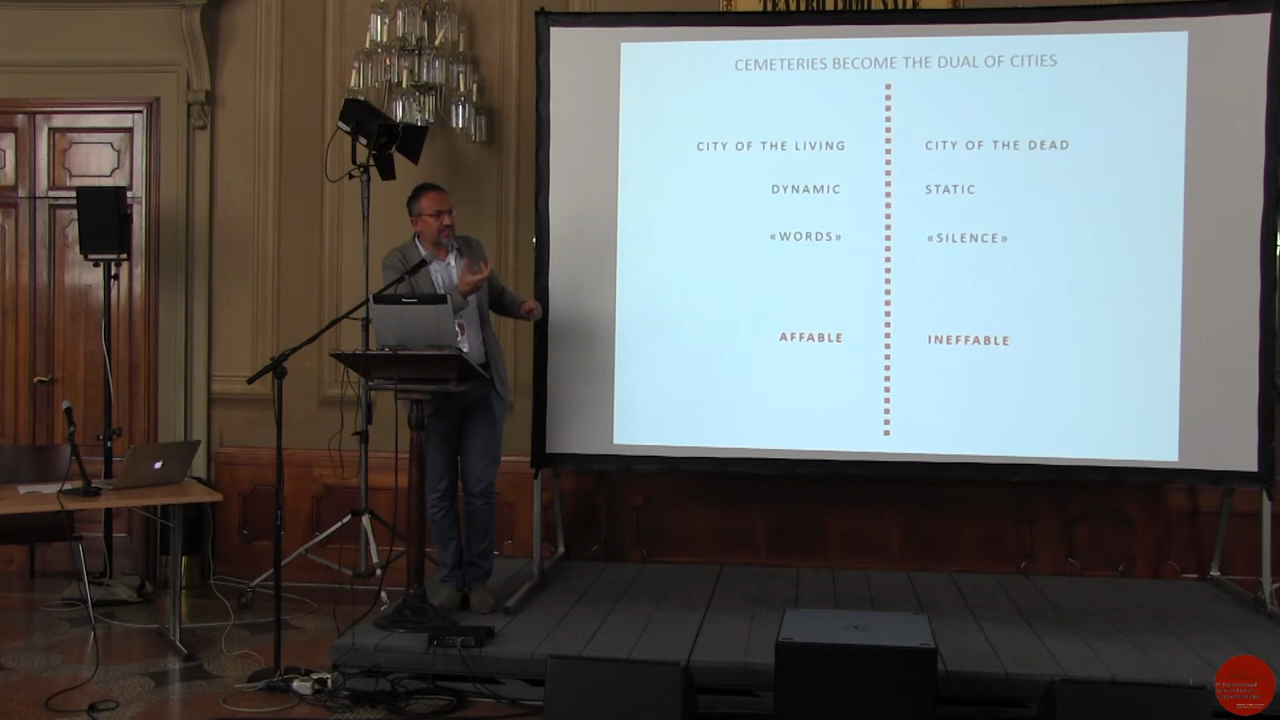 CEMETERIES BECOME THE DUAL OF CITIES
CITY OF THE LIVING
CITY OF THE DEAD
DYNAMIC
STATIC
«WORDS»
«SILENCE»
AFFABLE
INEFFABLE
Panasonic